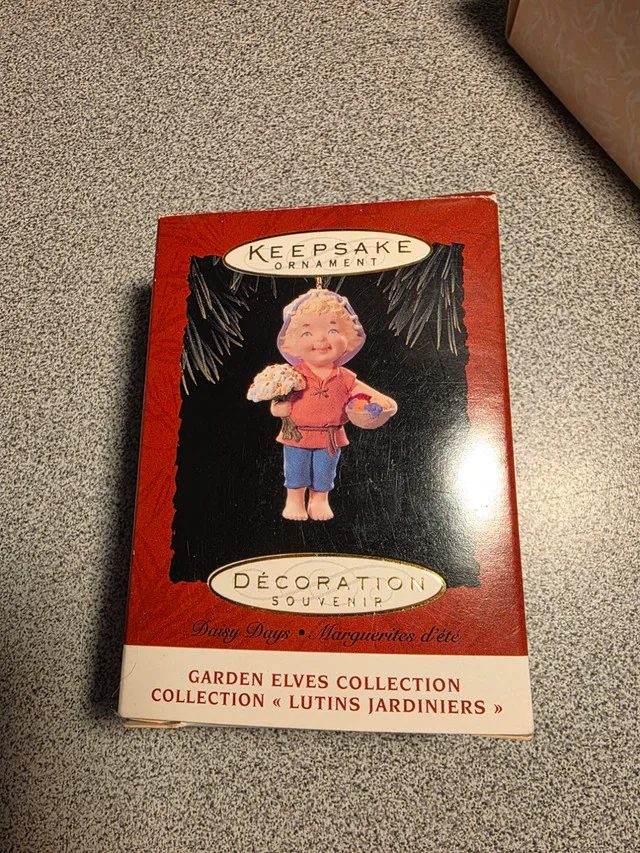 KEEPSAKE
ORNAMENT
DÉCORATION
SOUVENIR
Daisy Days • Marguerites d'été
GARDEN ELVES COLLECTION
COLLECTION « LUTINS JARDINIERS »